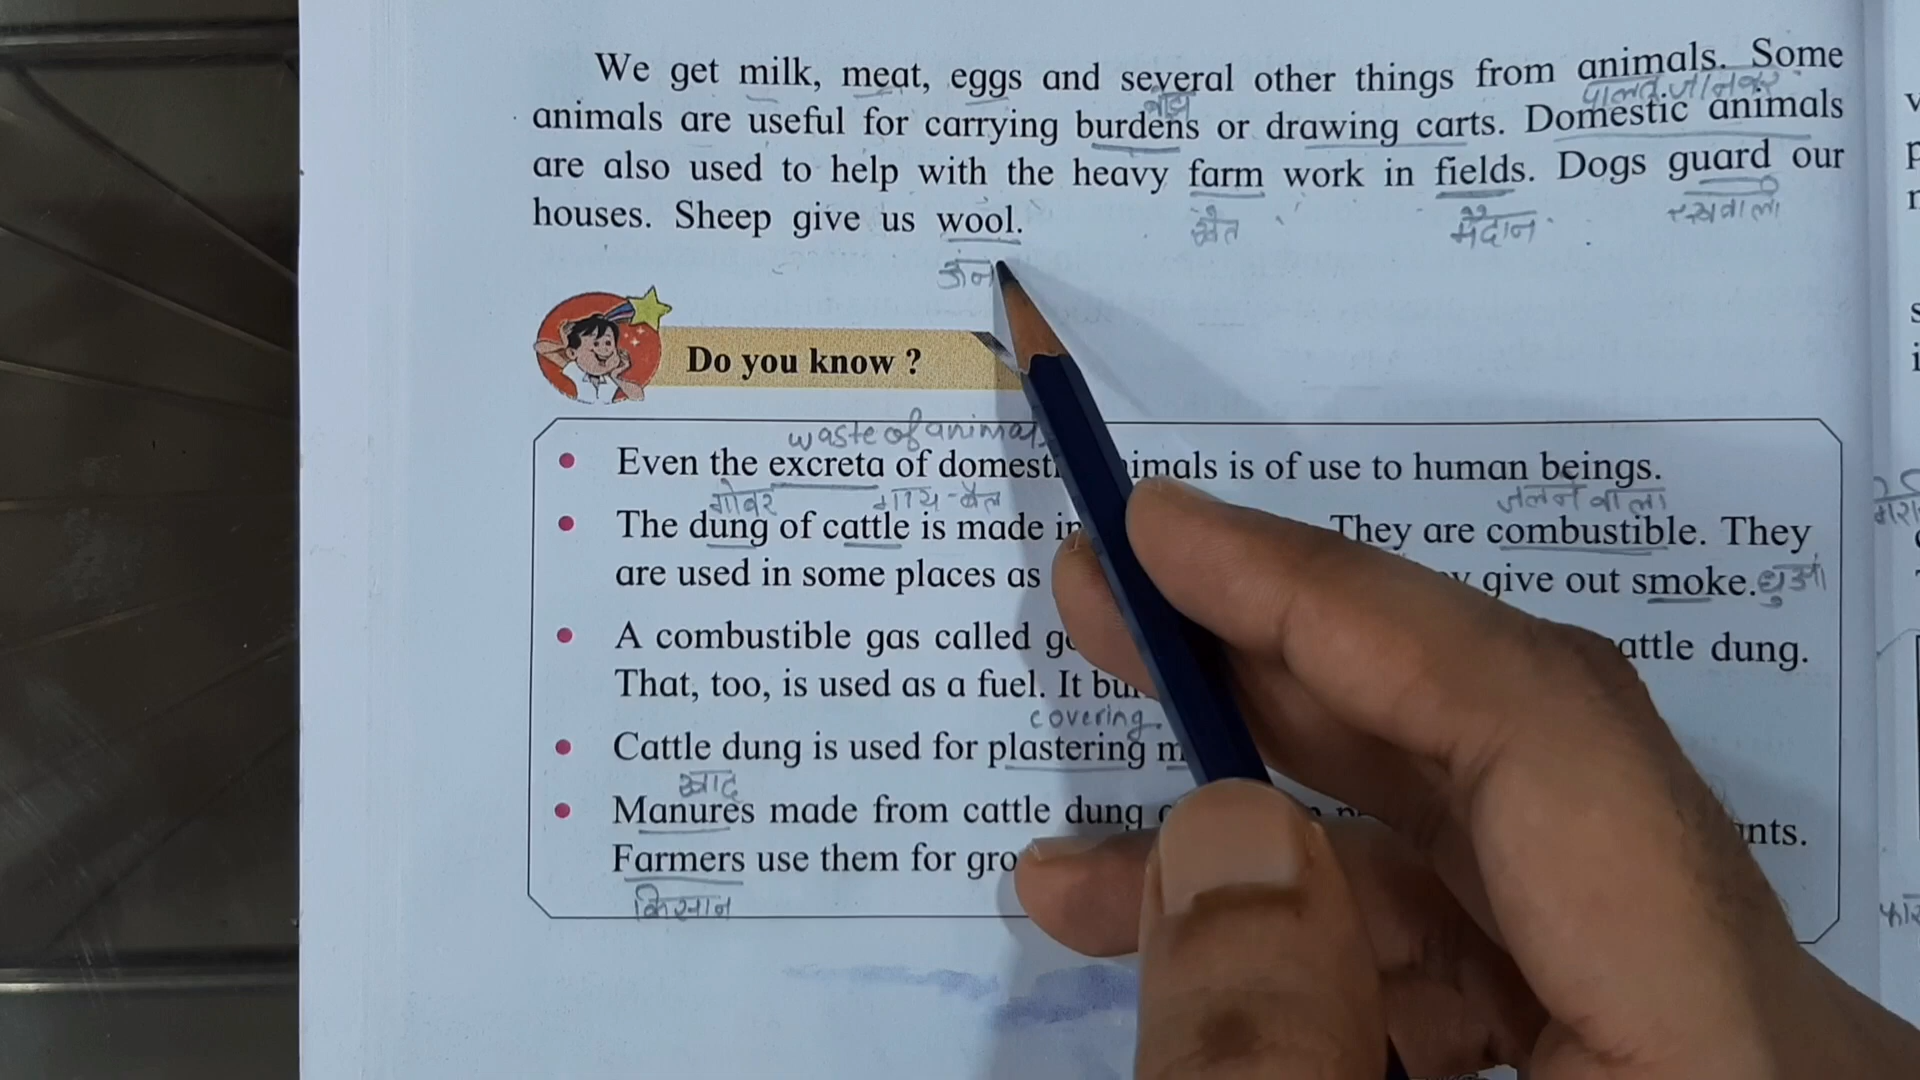 We get milk, meat, eggs and several other things from animals. Some
बोझ पालतू जानवर
animals are useful for carrying burdens or drawing carts. Domestic animals
are also used to help with the heavy farm work in fields. Dogs guard our
houses. Sheep give us wool.
खेत मैदान रखवाली
ऊन
Do you know ?
waste of animal
• Even the excreta of domest imals is of use to human beings.
गोबर गाय-बैल जलने वाला
• The dung of cattle is made in They are combustible. They
are used in some places as give out smoke. धुआँ
• A combustible gas called attle dung.
That, too, is used as a fuel. It
covering
• Cattle dung is used for plastering
खाद
• Manures made from cattle dung nts.
Farmers use them for gro
किसान